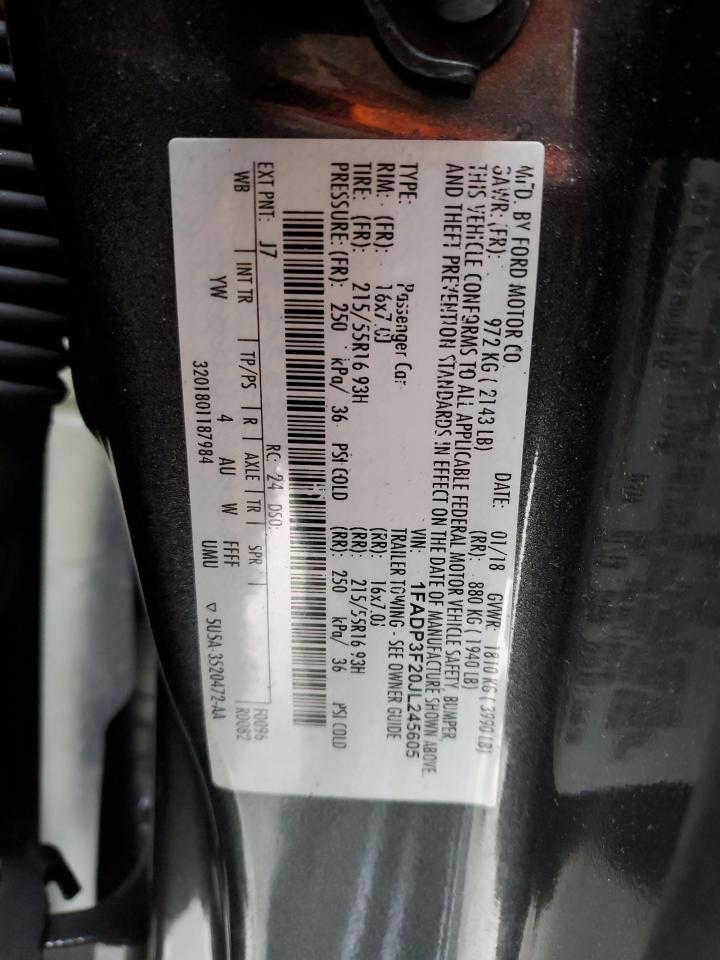 MFD. BY FORD MOTOR CO.
DATE: 01/18 GVWR: 1810 KG ( 3990 LB)
GAWR: (FR): 972 KG ( 2143 LB) (RR): 880 KG ( 1940 LB)
THIS VEHICLE CONFORMS TO ALL APPLICABLE FEDERAL MOTOR VEHICLE SAFETY, BUMPER,
AND THEFT PREVENTION STANDARDS IN EFFECT ON THE DATE OF MANUFACTURE SHOWN ABOVE.
VIN: 1FADP3F20JL245605
TYPE: Passenger Car TRAILER TOWING - SEE OWNER GUIDE
RIM: (FR): 16x7.0J (RR): 16x7.0J
TIRE: (FR): 215/55R16 93H (RR): 215/55R16 93H
PRESSURE: (FR): 250 kPa/ 36 PSI COLD (RR): 250 kPa/ 36 PSI COLD
EXT PNT: J7 RC: 24 DSO: F0096
WB INT TR TP/PS R AXLE TR SPR R0082
YW 4 AU W FFFF
3201801187984 UMU ▽ 5U5A-3520472-AA